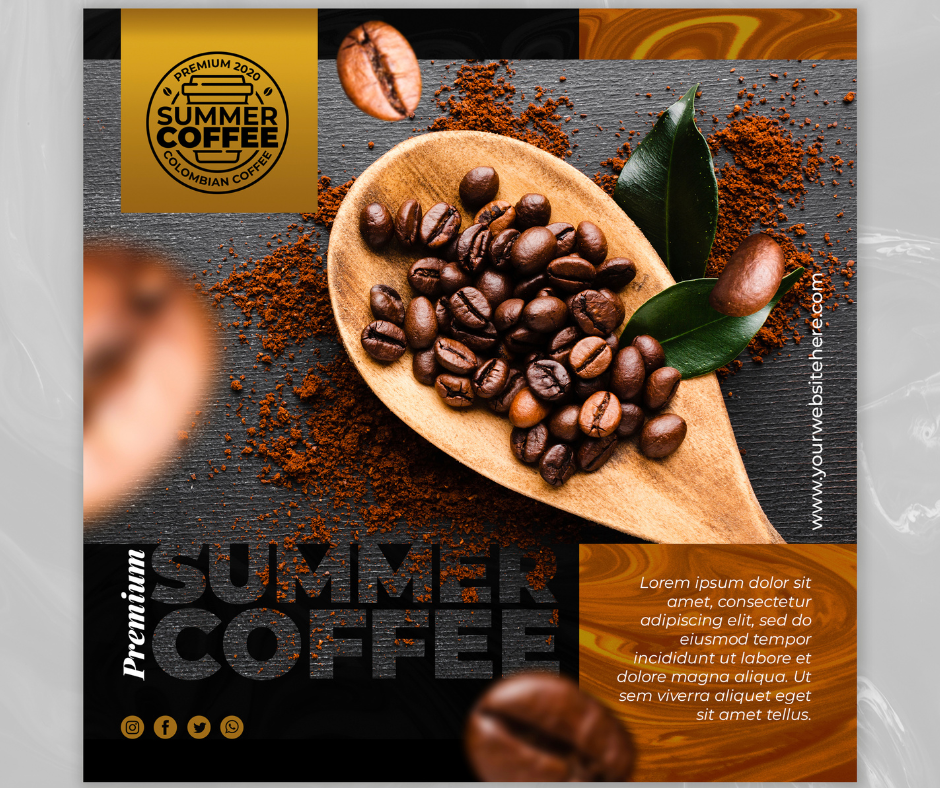 PREMIUM 2020
SUMMER
COFFEE
COLOMBIAN COFFEE
www.yourwebsitehere.com
Premium
SUMMER
COFFEE
Lorem ipsum dolor sit
amet, consectetur
adipiscing elit, sed do
eiusmod tempor
incididunt ut labore et
dolore magna aliqua. Ut
sem viverra aliquet eget
sit amet tellus.